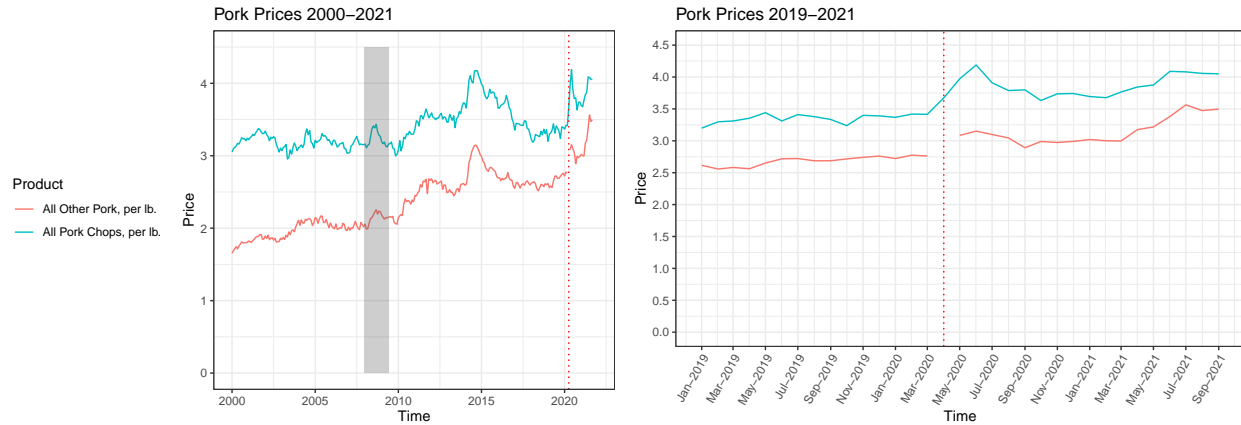 Pork Prices 2000–2021
Price
4
3
2
1
0
2000 2005 2010 2015 2020
Time
Product
All Other Pork, per lb.
All Pork Chops, per lb.
Pork Prices 2019–2021
Price
4.5
4.0
3.5
3.0
2.5
2.0
1.5
1.0
0.5
0.0
Jan–2019 Mar–2019 May–2019 Jul–2019 Sep–2019 Nov–2019 Jan–2020 Mar–2020 May–2020 Jul–2020 Sep–2020 Nov–2020 Jan–2021 Mar–2021 May–2021 Jul–2021 Sep–2021
Time